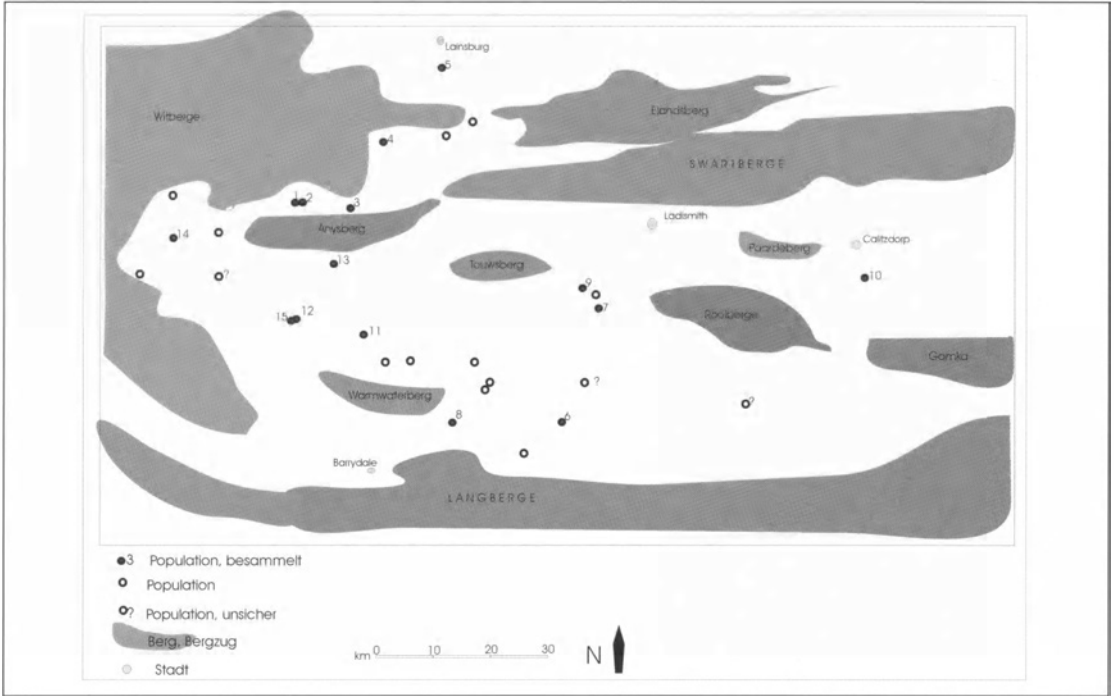 Lainsburg
5
Witberge
Elandsberg
4
SWARTBERGE
1 2
3
Ladismith
Anysberg
14
Paardeberg
Calitzdorp
13
Touwsberg
?
9
10
7
Rooiberge
15 12
11
Gamka
?
Warmwaterberg
?
8
6
Barrydale
LANGBERGE
3 Population, besammelt
Population
? Population, unsicher
Berg, Bergzug
km 0 10 20 30 N
Stadt